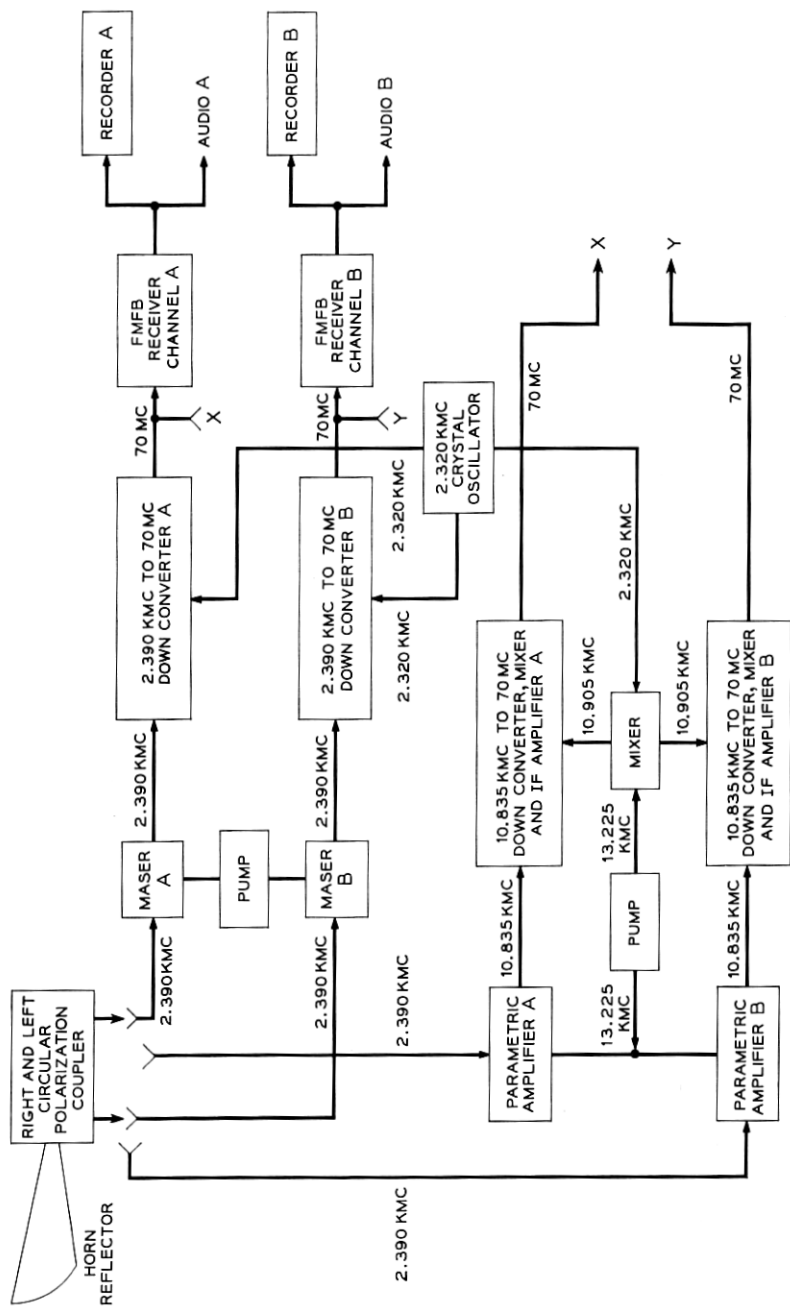 HORN
REFLECTOR
RIGHT AND LEFT
CIRCULAR
POLARIZATION
COUPLER
2.390KMC
MASER
A
2.390 KMC
2.390 KMC TO 70 MC
DOWN CONVERTER A
70 MC
X
FMFB
RECEIVER
CHANNEL A
RECORDER A
AUDIO A
PUMP
2.390KMC
MASER
B
2.390 KMC
2.390 KMC TO 70 MC
DOWN CONVERTER B
70 MC
Y
FMFB
RECEIVER
CHANNEL B
RECORDER B
AUDIO B
2.320 KMC
2.320 KMC
2.320 KMC
CRYSTAL
OSCILLATOR
2.320 KMC
2.390 KMC
PARAMETRIC
AMPLIFIER A
10.835 KMC
10.835 KMC TO 70 MC
DOWN CONVERTER, MIXER
AND IF AMPLIFIER A
70 MC
X
10.905 KMC
13.225
KMC
PUMP
13.225
KMC
MIXER
10.905 KMC
2.390 KMC
PARAMETRIC
AMPLIFIER B
10.835 KMC
10.835 KMC TO 70 MC
DOWN CONVERTER, MIXER
AND IF AMPLIFIER B
70 MC
Y